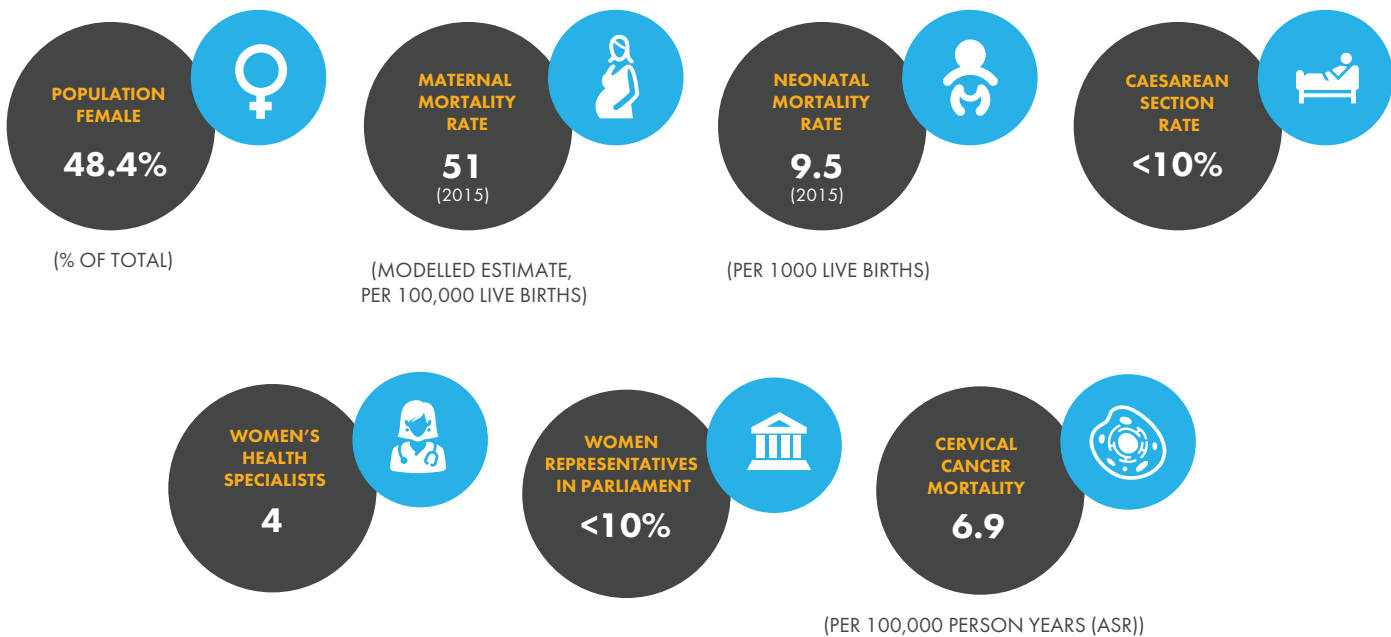 POPULATION
FEMALE
48.4%
(% OF TOTAL)
MATERNAL
MORTALITY
RATE
51
(2015)
(MODELLED ESTIMATE,
PER 100,000 LIVE BIRTHS)
NEONATAL
MORTALITY
RATE
9.5
(2015)
(PER 1000 LIVE BIRTHS)
CAESAREAN
SECTION
RATE
<10%
WOMEN'S
HEALTH
SPECIALISTS
4
WOMEN
REPRESENTATIVES
IN PARLIAMENT
<10%
CERVICAL
CANCER
MORTALITY
6.9
(PER 100,000 PERSON YEARS (ASR))